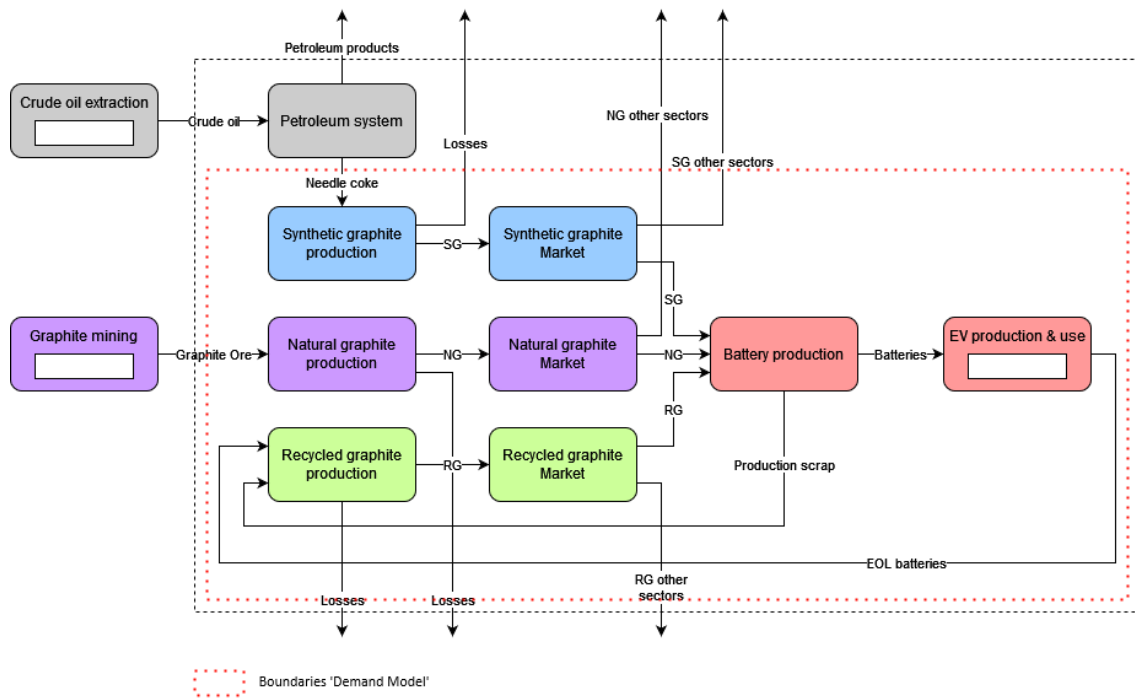 Petroleum products
Crude oil extraction
Crude oil
Petroleum system
Losses
NG other sectors
SG other sectors
Needle coke
Synthetic graphite
production
SG
Synthetic graphite
Market
SG
Graphite mining
Graphite Ore
Natural graphite
production
NG
Natural graphite
Market
NG
Battery production
Batteries
EV production & use
RG
Recycled graphite
production
RG
Recycled graphite
Market
Production scrap
EOL batteries
RG other
sectors
Losses
Losses
Boundaries 'Demand Model'